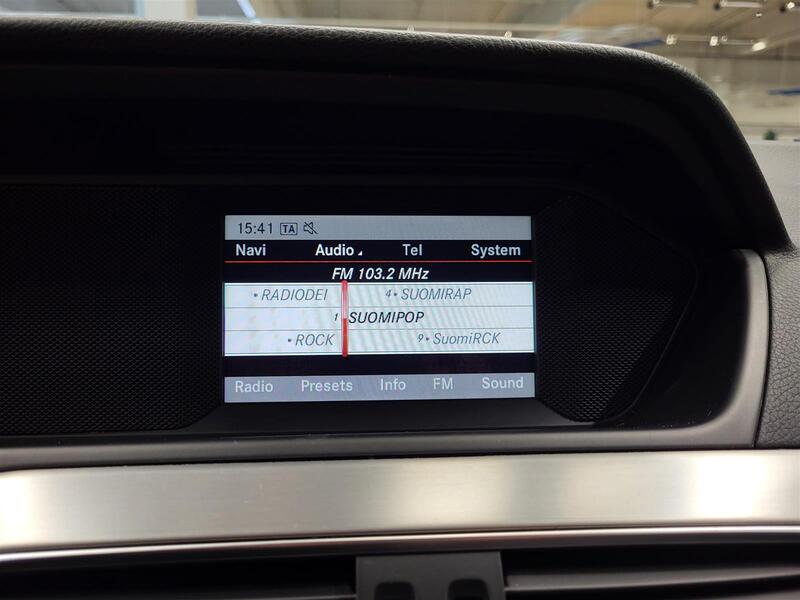 15:41 TA
Navi Audio Tel System
FM 103.2 MHz
• RADIODEI 4• SUOMIRAP
1 SUOMIPOP
• ROCK 9• SuomiRCK
Radio Presets Info FM Sound